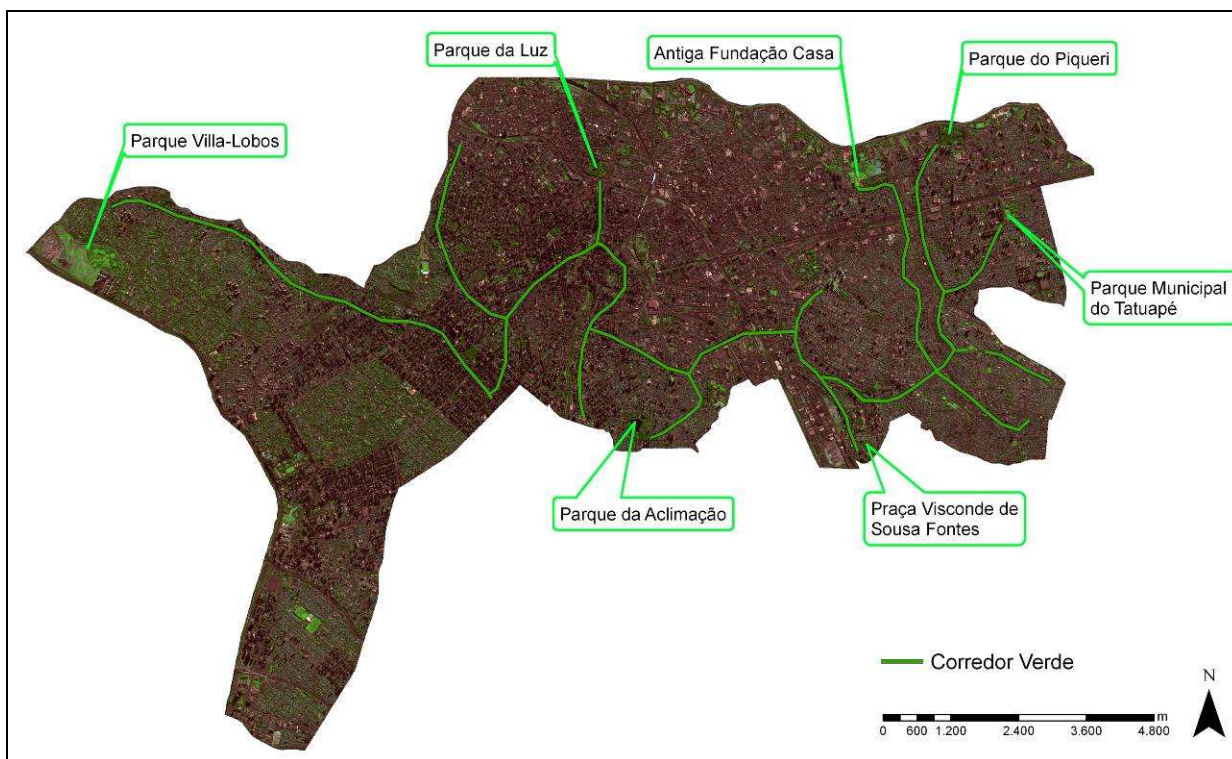 Parque da Luz
Antiga Fundação Casa
Parque do Piqueri
Parque Villa-Lobos
Parque Municipal
do Tatuapé
Parque da Aclimação
Praça Visconde de
Sousa Fontes
Corredor Verde
N
m
0 600 1.200 2.400 3.600 4.800